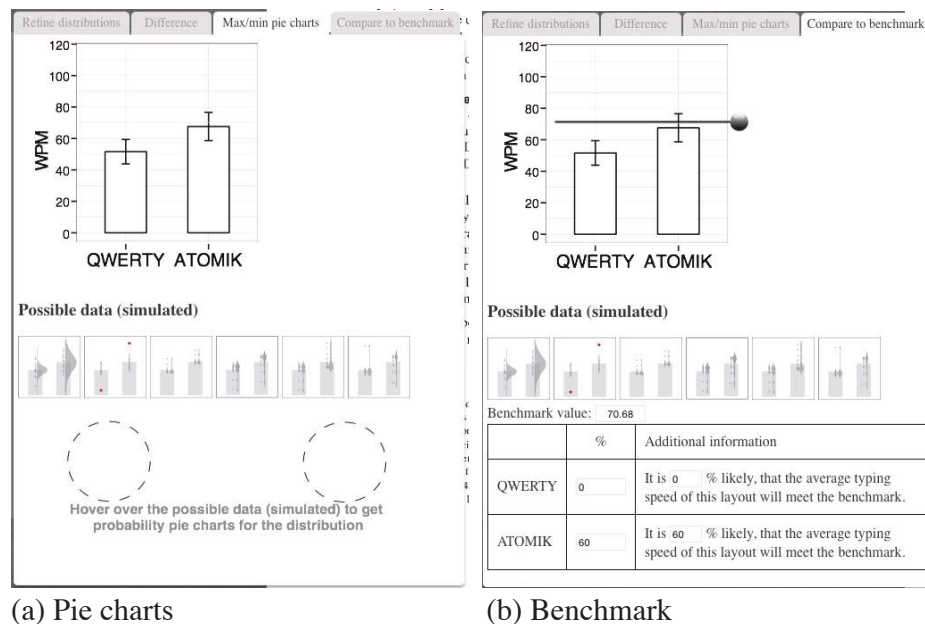 Refine distributions
Difference
Max/min pie charts
Compare to benchmark
120
100
80
60
40
20
0
WPM
QWERTY ATOMIK
Possible data (simulated)
Hover over the possible data (simulated) to get
probability pie charts for the distribution
(a) Pie charts
Refine distributions
Difference
Max/min pie charts
Compare to benchmark
120
100
80
60
40
20
0
WPM
QWERTY ATOMIK
Possible data (simulated)
Benchmark value: 70.68
% Additional information
QWERTY 0 It is 0 % likely, that the average typing
speed of this layout will meet the benchmark.
ATOMIK 60 It is 60 % likely, that the average typing
speed of this layout will meet the benchmark.
(b) Benchmark